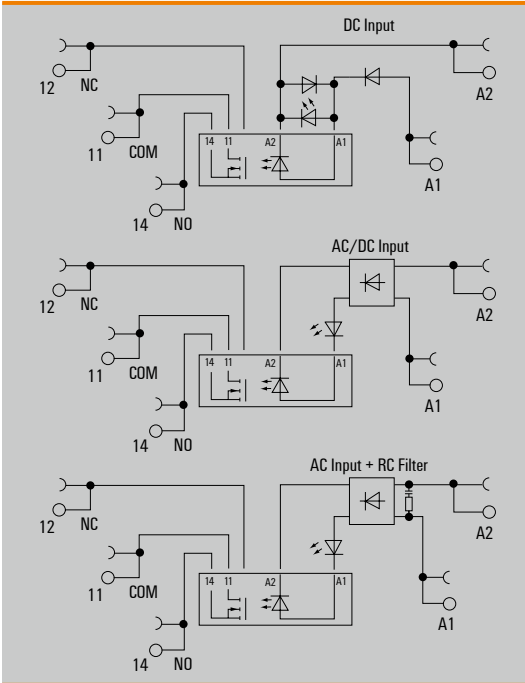 DC Input
12 NC
A2
11 COM
14 11 A2 A1
A1
14 NO
AC/DC Input
12 NC
A2
11 COM
14 11 A2 A1
A1
14 NO
AC Input + RC Filter
12 NC
A2
11 COM
14 11 A2 A1
A1
14 NO